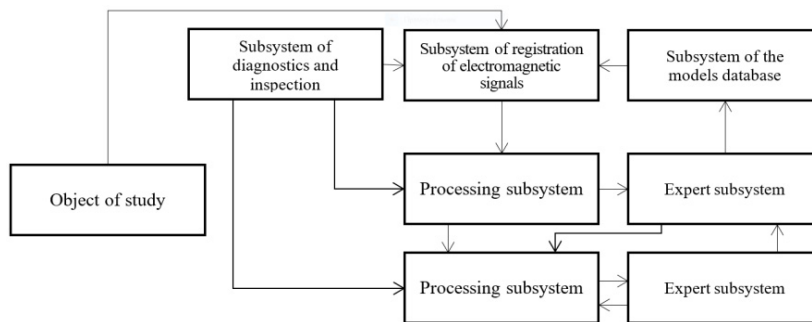 Subsystem of
diagnostics and
inspection
Subsystem of registration
of electromagnetic
signals
Subsystem of the
models database
Object of study
Processing subsystem
Expert subsystem
Processing subsystem
Expert subsystem